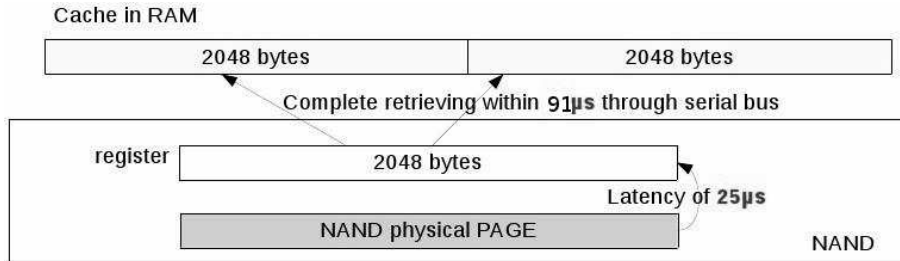 Cache in RAM
2048 bytes 2048 bytes
Complete retrieving within 91µs through serial bus
register 2048 bytes
Latency of 25µs
NAND physical PAGE
NAND